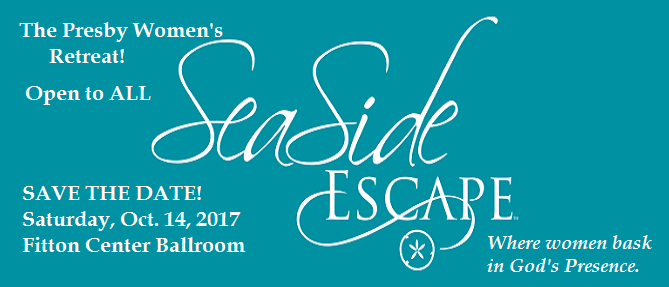 The Presby Women's
Retreat!
Open to ALL
SeaSide
ESCAPE
SAVE THE DATE!
Saturday, Oct. 14, 2017
Fitton Center Ballroom
Where women bask
in God's Presence.